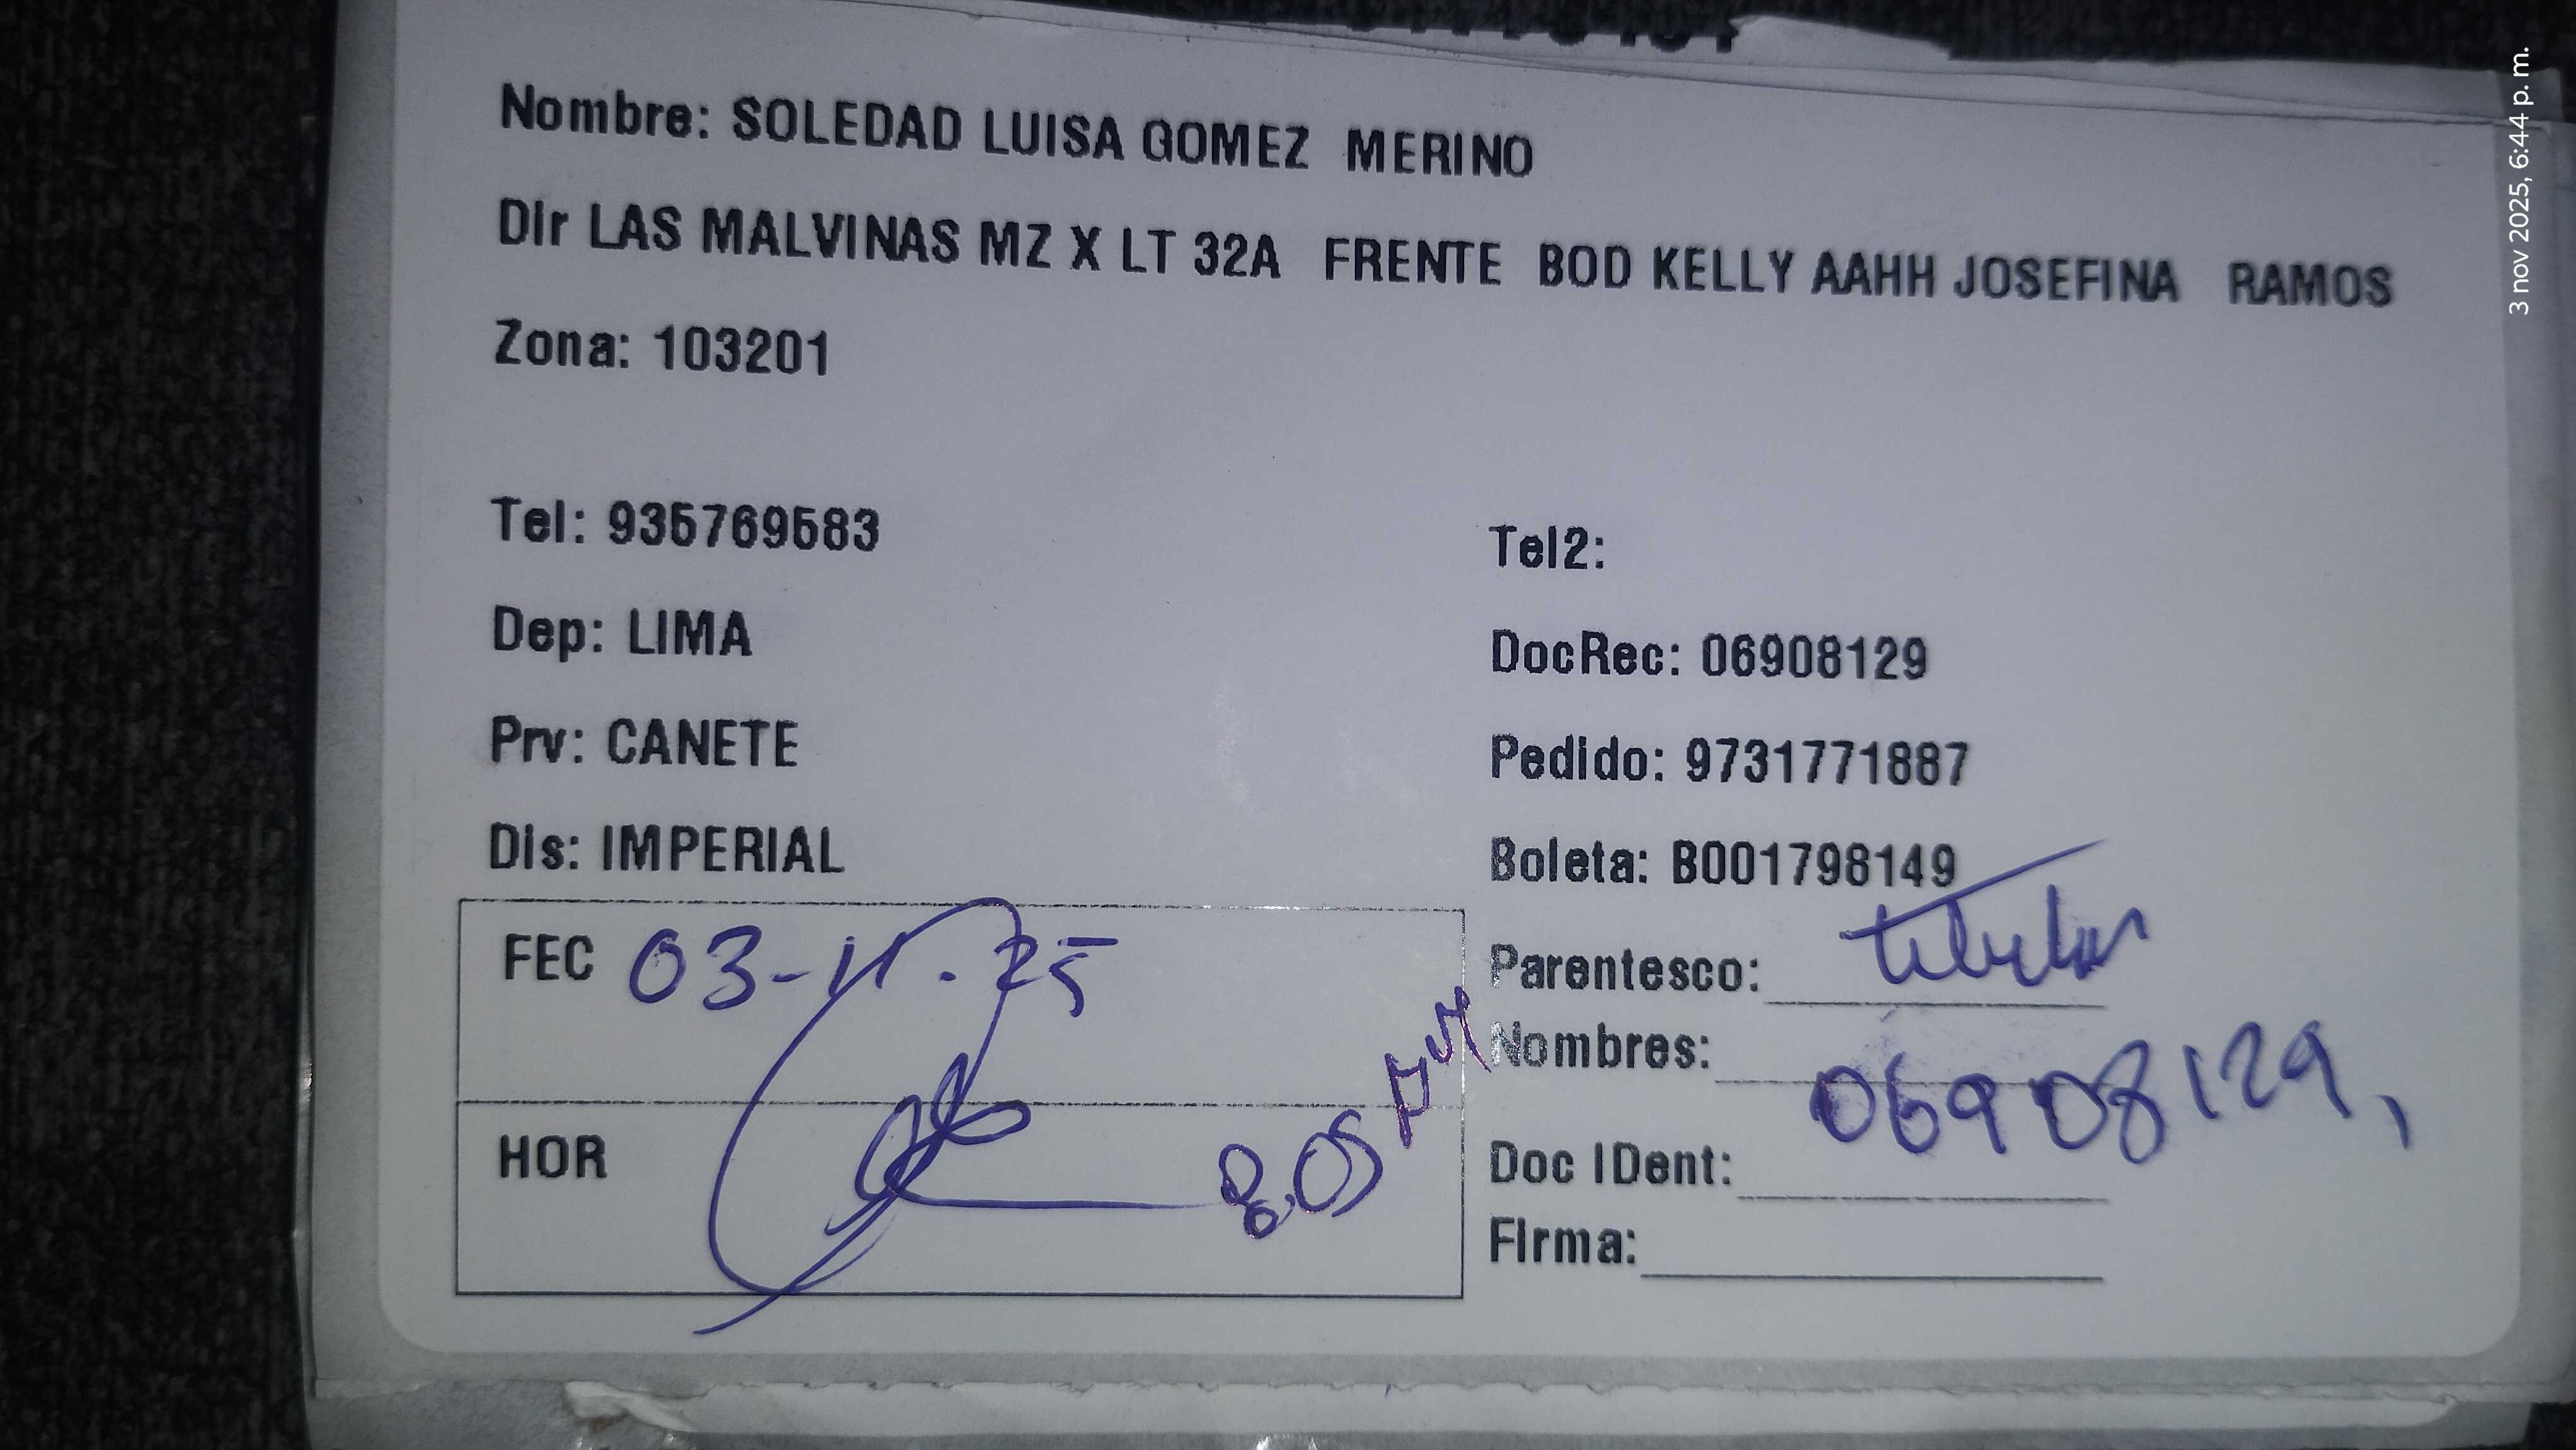 Nombre: SOLEDAD LUISA GOMEZ MERINO
Dir LAS MALVINAS MZ X LT 32A FRENTE BOD KELLY AAHH JOSEFINA RAMOS
Zona: 103201
Tel: 935769583
Tel2:
Dep: LIMA
DocRec: 06908129
Prv: CANETE
Pedido: 9731771887
Dis: IMPERIAL
Boleta: B001798149
FEC 03-11-25
Parentesco: titular
Nombres:
06908129,
HOR 8.05
Doc IDent:
Firma:
3 nov 2025, 6:44 p. m.